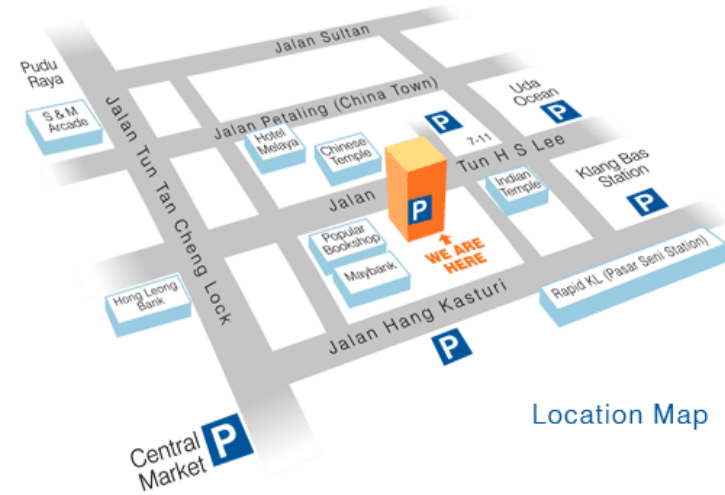 Jalan Sultan
Pudu
Raya
S & M
Arcade
Jalan Petaling (China Town)
Uda
Ocean
P
P
7-11
Hotel
Melaya
Chinese
Temple
Jalan Tun H S Lee
Klang Bas
Station
P
Indian
Temple
P
Jalan Tun Tan Cheng Lock
Popular
Bookshop
WE ARE
HERE
Maybank
Hong Leong
Bank
Rapid KL (Pasar Seni Station)
Jalan Hang Kasturi
P
Location Map
Central
Market
P